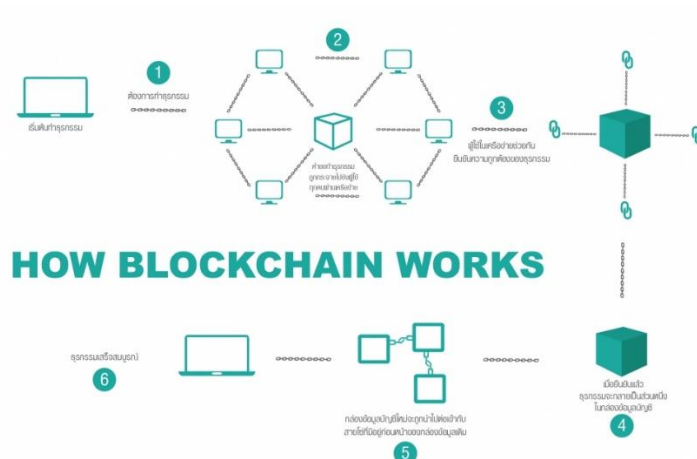 1
ต้องการทำธุรกรรม
เริ่มต้นทำธุรกรรม
2
คำขอทำธุรกรรม
ถูกกระจายไปยังผู้ใช้
ทุกคนผ่านเครือข่าย
3
ผู้ใช้ในเครือข่ายช่วยกัน
ยืนยันความถูกต้องของธุรกรรม
HOW BLOCKCHAIN WORKS
เมื่อยืนยันแล้ว
ธุรกรรมจะกลายเป็นส่วนหนึ่ง
ในกล่องข้อมูลบัญชี
4
กล่องข้อมูลบัญชีใหม่จะถูกนำไปต่อเข้ากับ
สายโซ่ที่มีอยู่ก่อนหน้าของกล่องข้อมูลเดิม
5
ธุรกรรมเสร็จสมบูรณ์
6